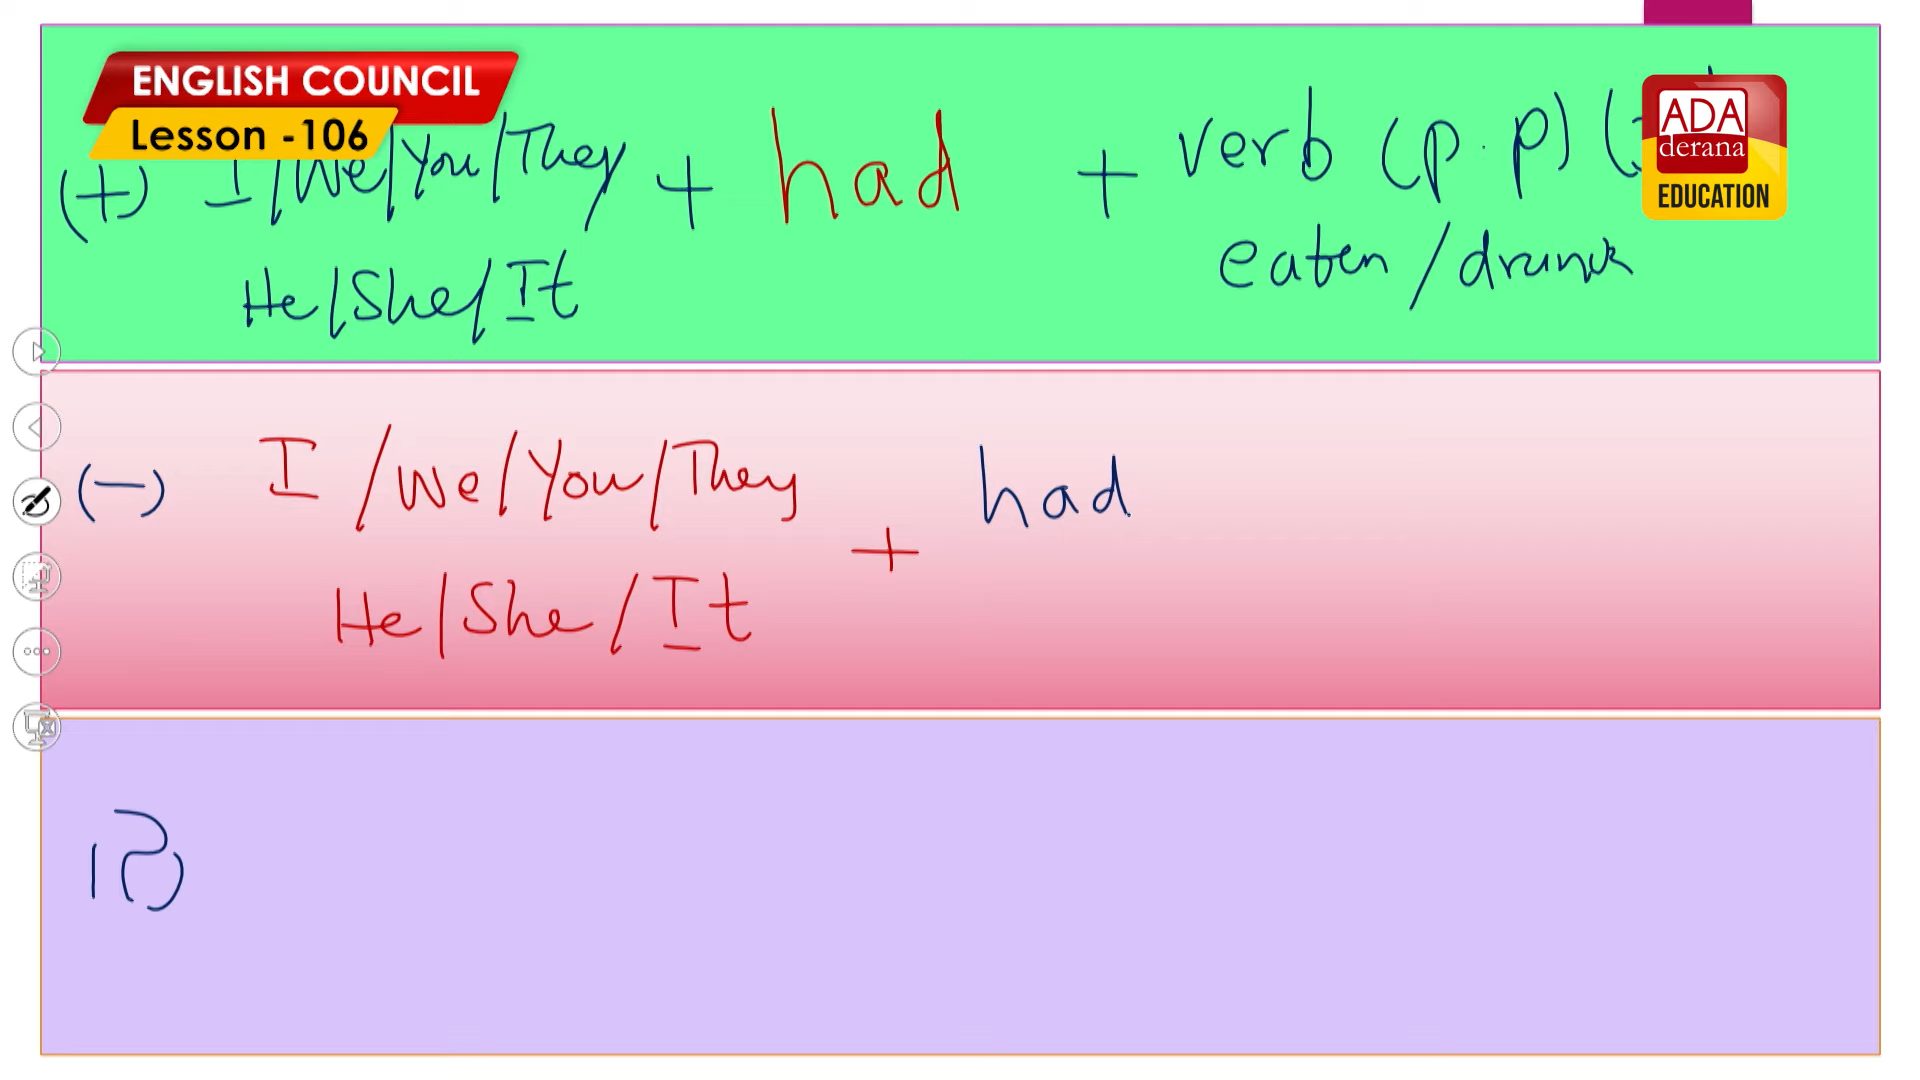 ENGLISH COUNCIL
Lesson -106
(+) I/We/You/They + had + verb (p.p) (
He/She/It
eaten/drunk
ADA
derana
EDUCATION
(-) I/We/You/They
+ had
He/She/It
(?)